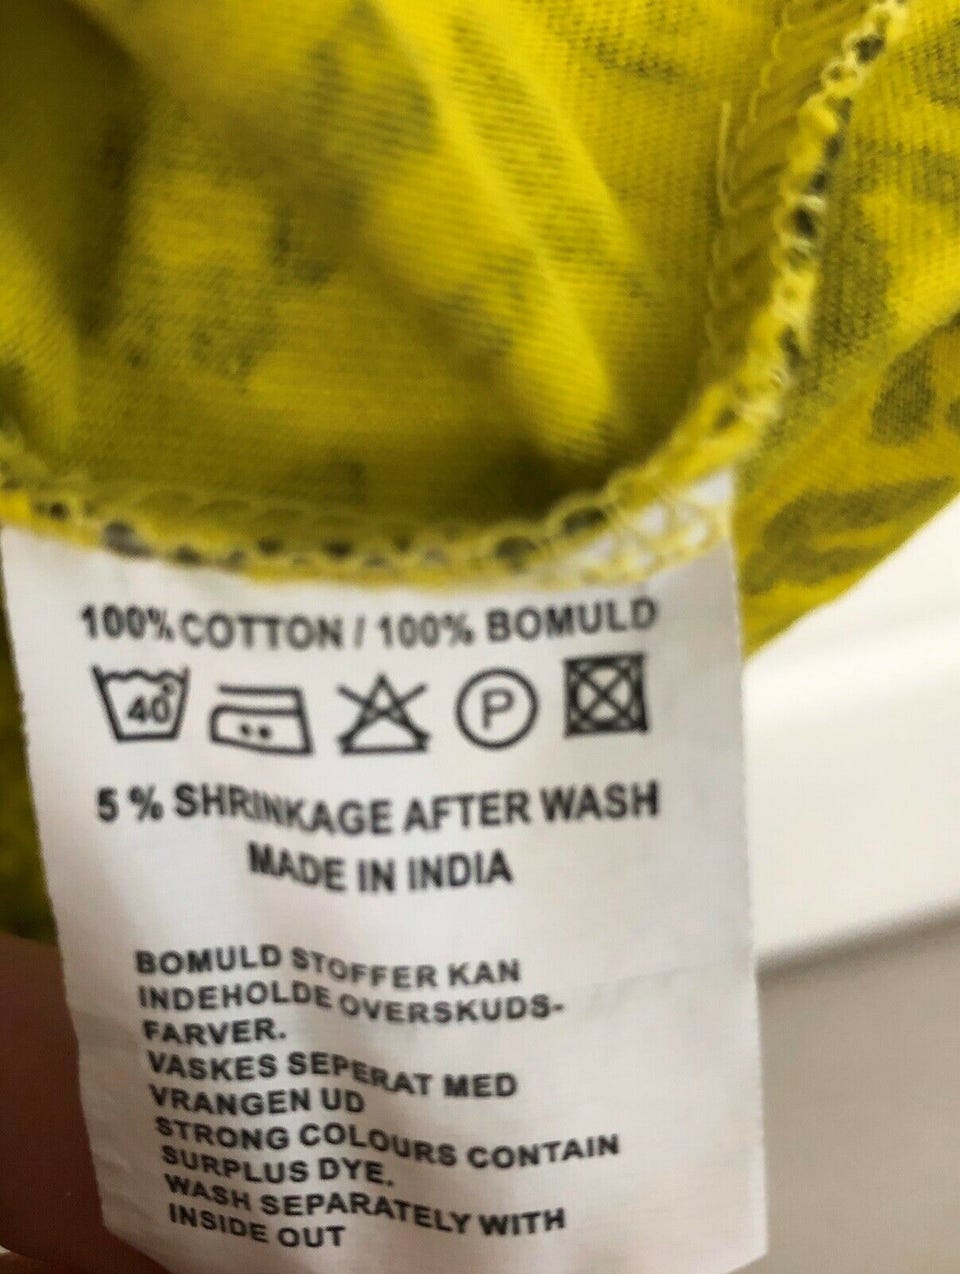 100% COTTON / 100% BOMULD
40° P
5 % SHRINKAGE AFTER WASH
MADE IN INDIA
BOMULD STOFFER KAN
INDEHOLDE OVERSKUDS-
FARVER.
VASKES SEPERAT MED
VRANGEN UD
STRONG COLOURS CONTAIN
SURPLUS DYE.
WASH SEPARATELY WITH
INSIDE OUT